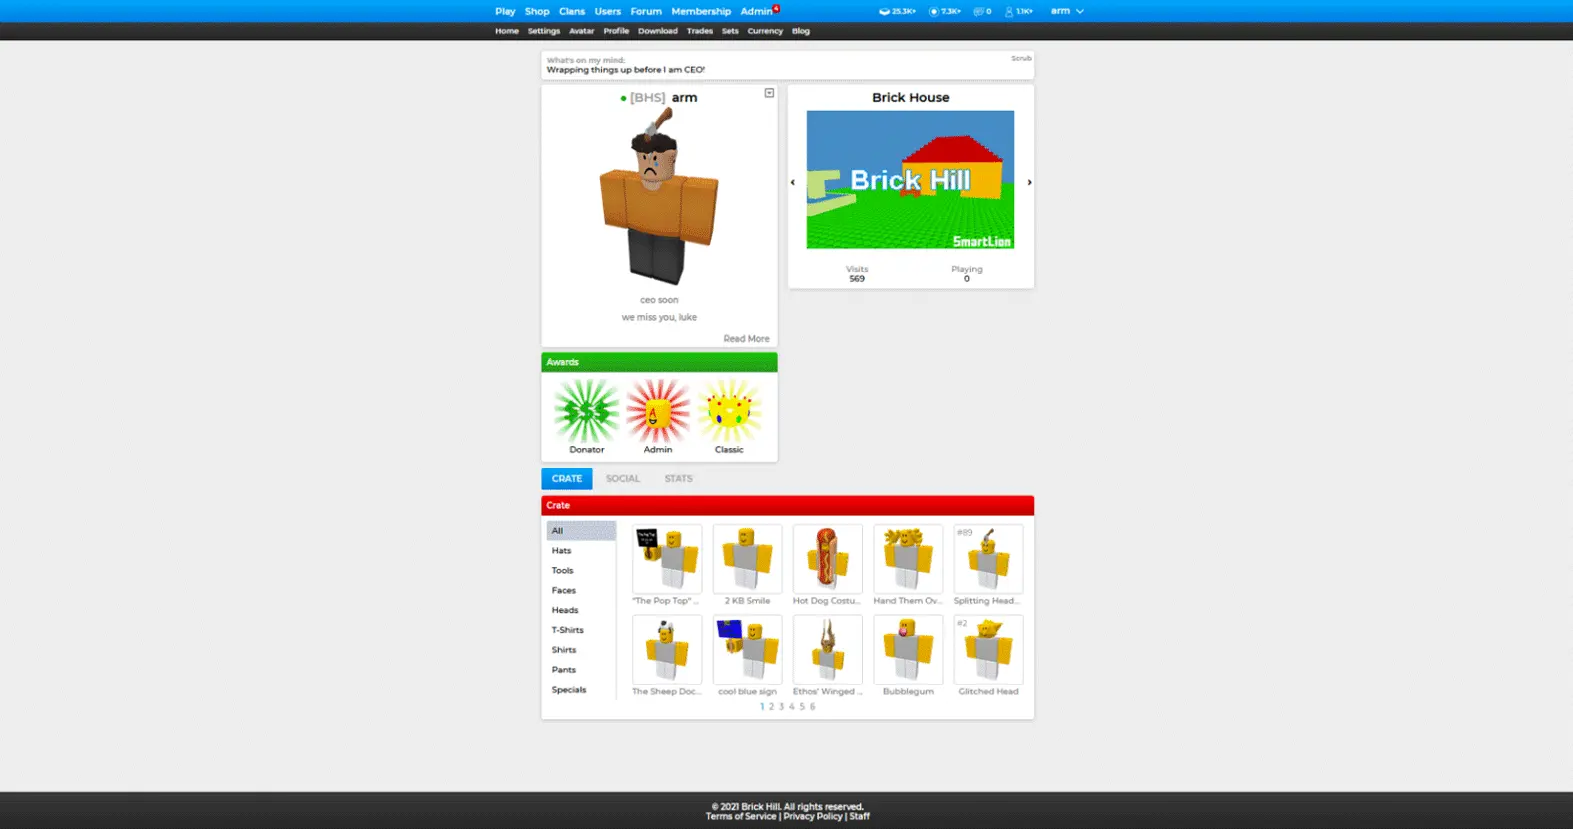 Play Shop Clans Users Forum Membership Admin 4 25.3K+ 7.3K+ 0 1.1K+ arm
Home Settings Avatar Profile Download Trades Sets Currency Blog
What's on my mind:
Scrub
Wrapping things up before I am CEO!
[BHS] arm
ceo soon
we miss you, luke
Read More
Brick House
Brick Hill
SmartLion
Visits Playing
569 0
Awards
Donator Admin Classic
CRATE SOCIAL STATS
Crate
All
Hats
Tools
Faces
Heads
T-Shirts
Shirts
Pants
Specials
#89
"The Pop Top" ... 2 KB Smile Hot Dog Costu... Hand Them Ov... Splitting Head...
#2
The Sheep Doc... cool blue sign Ethos' Winged ... Bubblegum Glitched Head
1 2 3 4 5 6
© 2021 Brick Hill. All rights reserved.
Terms of Service | Privacy Policy | Staff